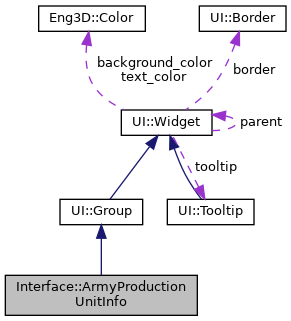 Eng3D::Color
UI::Border
background_color
text_color
border
UI::Widget
parent
tooltip
UI::Group
UI::Tooltip
Interface::ArmyProduction
UnitInfo